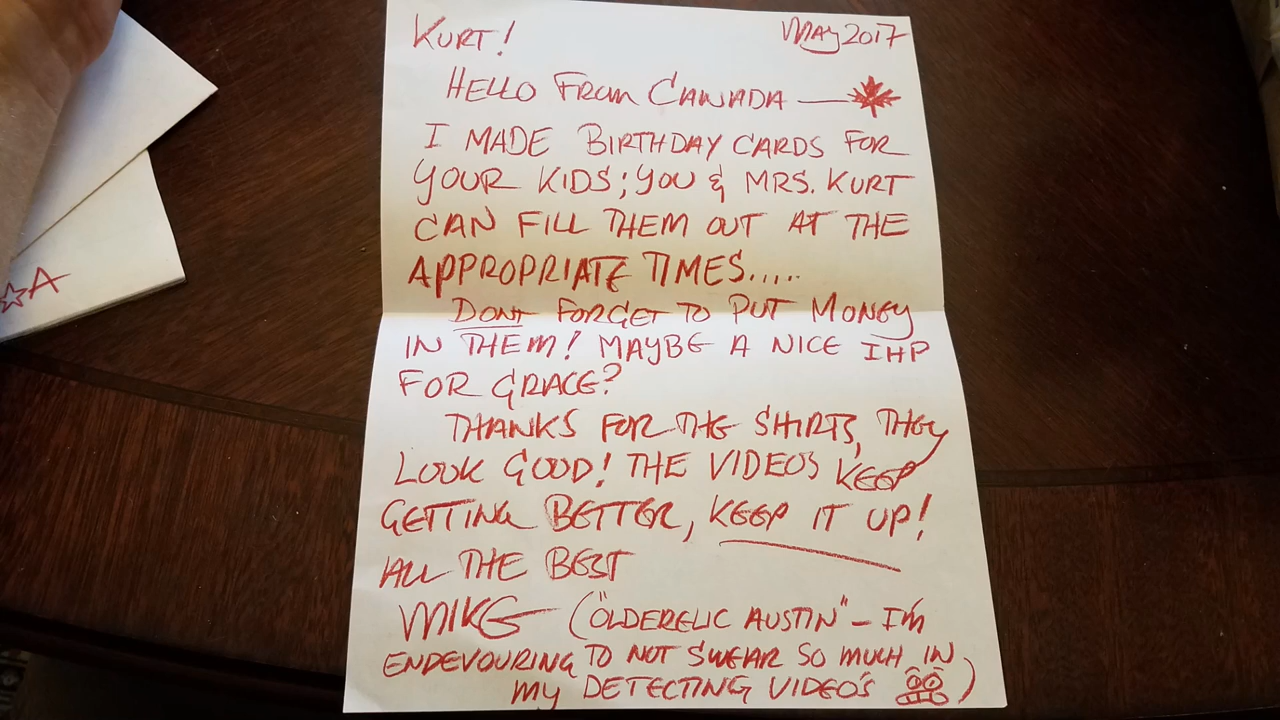 KURT! MAY 2017
HELLO FROM CANADA —
I MADE BIRTHDAY CARDS FOR
YOUR KIDS; YOU & MRS. KURT
CAN FILL THEM OUT AT THE
APPROPRIATE TIMES.....
DONT FORGET TO PUT MONEY
IN THEM! MAYBE A NICE IHP
FOR GRACE?
THANKS FOR THE SHIRTS, THEY
LOOK GOOD! THE VIDEOS KEEP
GETTING BETTER, KEEP IT UP!
ALL THE BEST
MIKE ("OLDERELIC AUSTIN" – I'M
ENDEVOURING TO NOT SWEAR SO MUCH IN
MY DETECTING VIDEO'S )
☆A